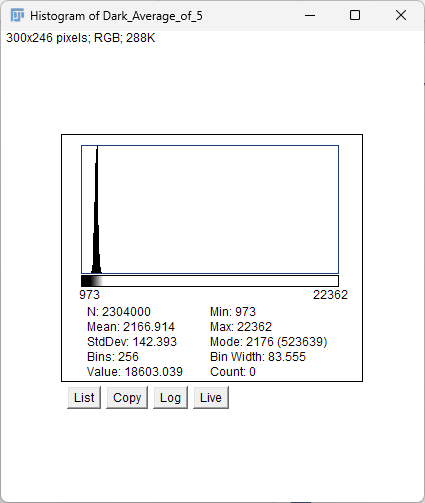 Histogram of Dark_Average_of_5
300x246 pixels; RGB; 288K
973 22362
N: 2304000 Min: 973
Mean: 2166.914 Max: 22362
StdDev: 142.393 Mode: 2176 (523639)
Bins: 256 Bin Width: 83.555
Value: 18603.039 Count: 0
List Copy Log Live